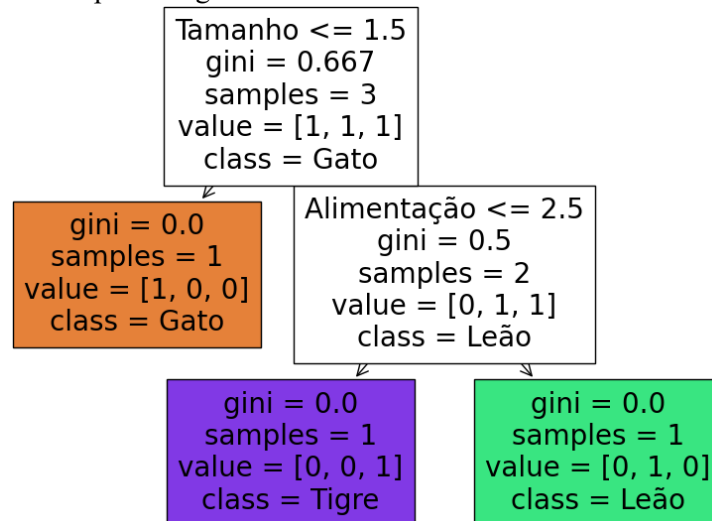 Tamanho <= 1.5
gini = 0.667
samples = 3
value = [1, 1, 1]
class = Gato
gini = 0.0
samples = 1
value = [1, 0, 0]
class = Gato
Alimentação <= 2.5
gini = 0.5
samples = 2
value = [0, 1, 1]
class = Leão
gini = 0.0
samples = 1
value = [0, 0, 1]
class = Tigre
gini = 0.0
samples = 1
value = [0, 1, 0]
class = Leão